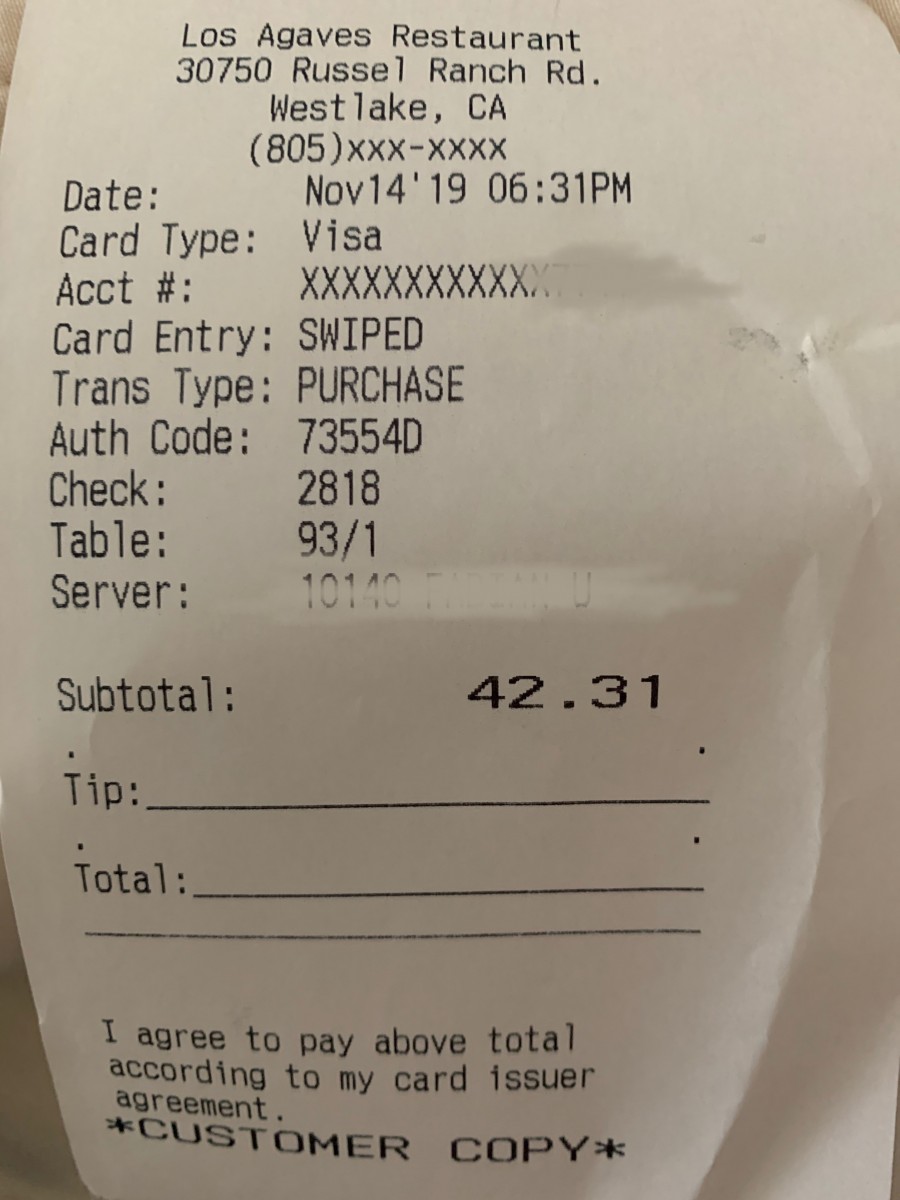 Los Agaves Restaurant
30750 Russel Ranch Rd.
Westlake, CA
(805)xxx-xxxx
Date: Nov14'19 06:31PM
Card Type: Visa
Acct #: XXXXXXXXXXXX
Card Entry: SWIPED
Trans Type: PURCHASE
Auth Code: 73554D
Check: 2818
Table: 93/1
Server: 10140
Subtotal: 42.31
. .
Tip:
. .
Total:
I agree to pay above total
according to my card issuer
agreement.
*CUSTOMER COPY*